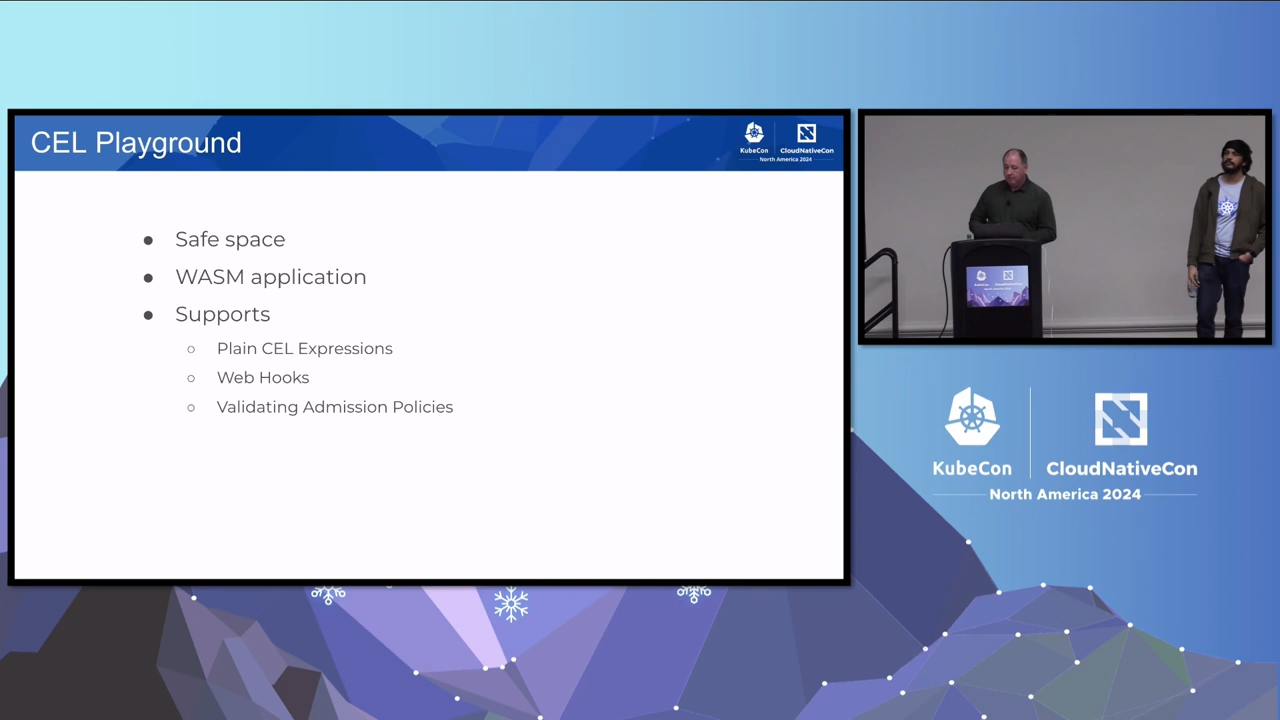 CEL Playground
KubeCon
CloudNativeCon
North America 2024
● Safe space
● WASM application
● Supports
○ Plain CEL Expressions
○ Web Hooks
○ Validating Admission Policies
KubeCon
CloudNativeCon
North America 2024